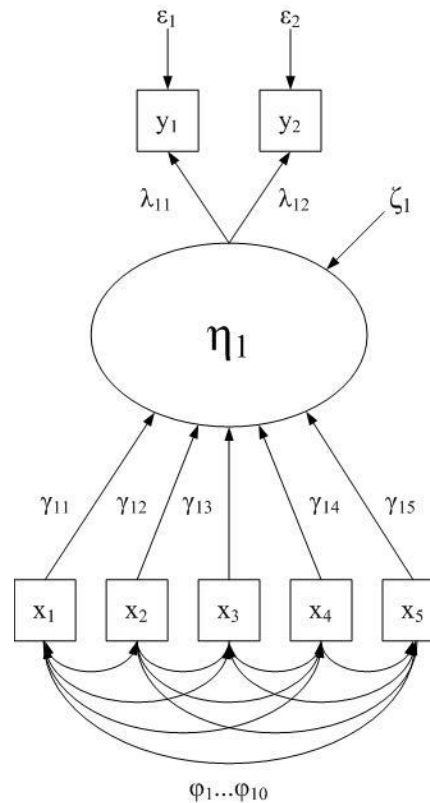 ε₁ ε₂
y₁ y₂
λ₁₁ λ₁₂ ζ₁
η₁
γ₁₁ γ₁₂ γ₁₃ γ₁₄ γ₁₅
x₁ x₂ x₃ x₄ x₅
φ₁...φ₁₀